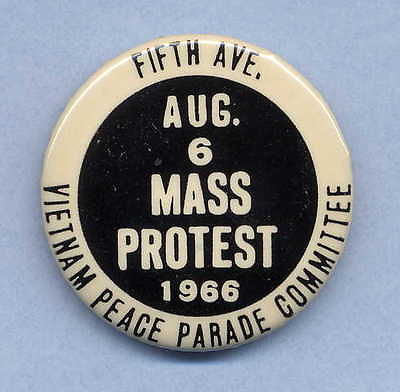 FIFTH AVE.
AUG.
6
MASS
PROTEST
1966
VIETNAM PEACE PARADE COMMITTEE